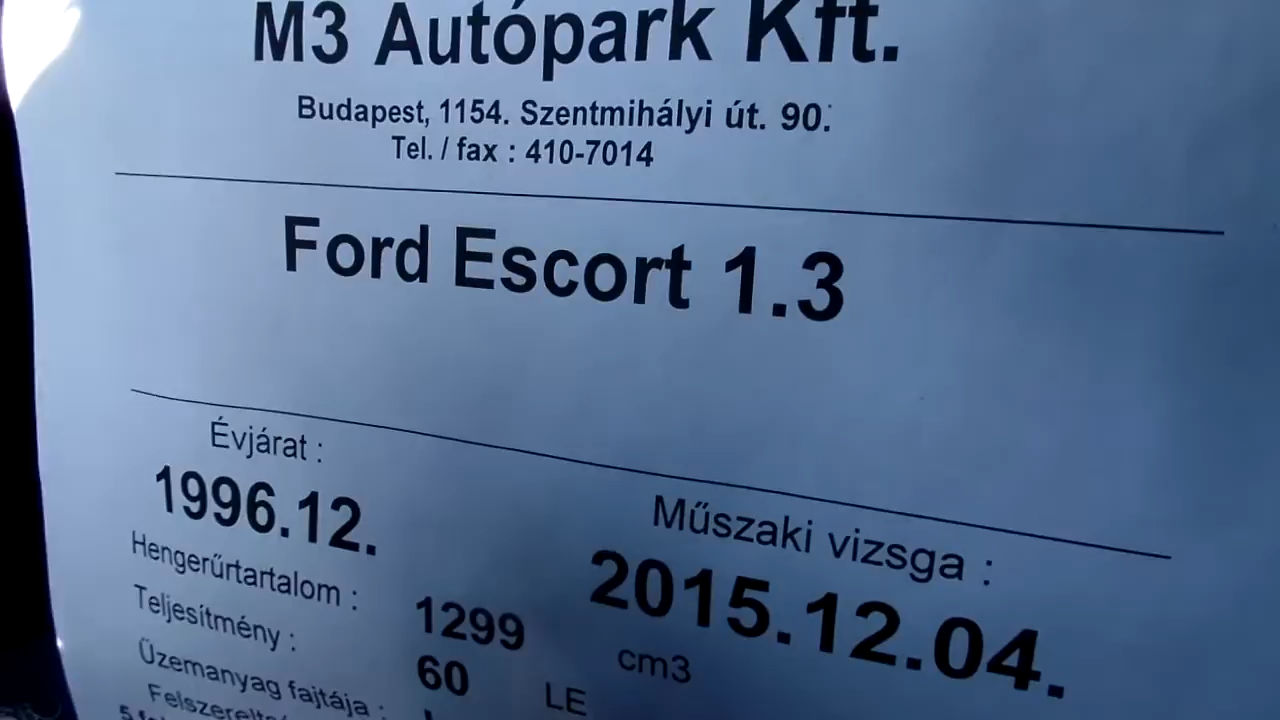 M3 Autópark Kft.
Budapest, 1154. Szentmihályi út. 90.
Tel. / fax : 410-7014
Ford Escort 1.3
Évjárat :
1996.12.
Műszaki vizsga :
2015.12.04.
Hengerűrtartalom : 1299 cm3
Teljesítmény : 60 LE
Üzemanyag fajtája :